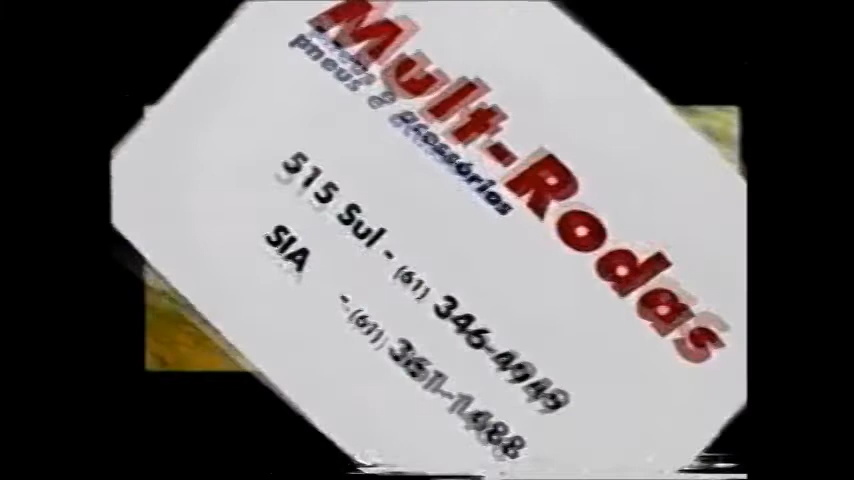 Mult-Rodas
pneus e acessórios
515 Sul - (61) 346-4949
SIA - (61) 361-1488